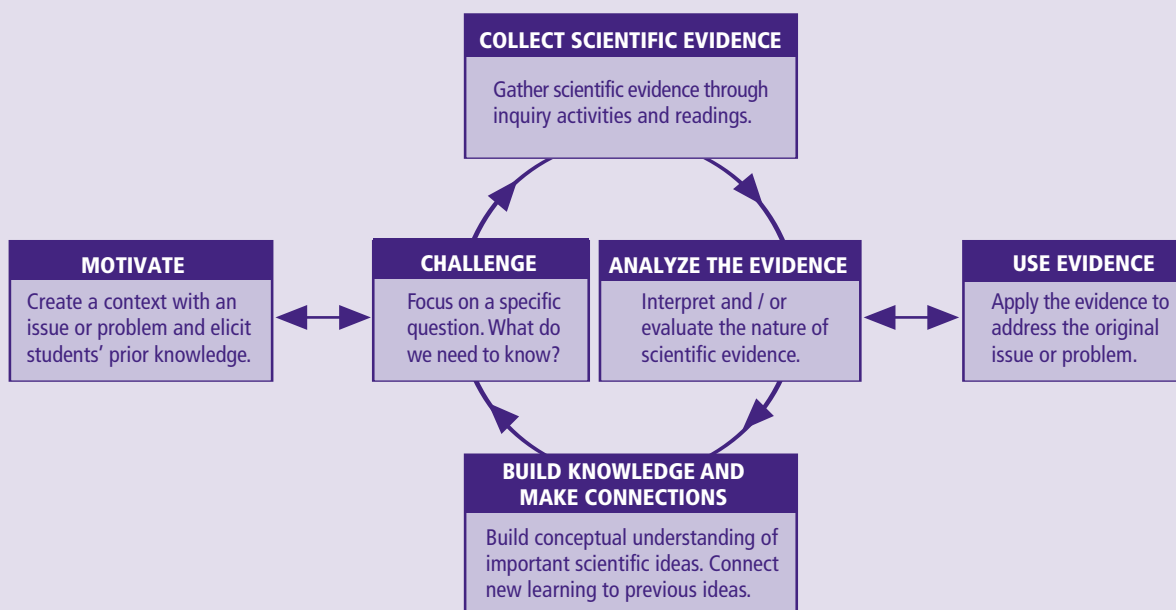 COLLECT SCIENTIFIC EVIDENCE
Gather scientific evidence through
inquiry activities and readings.
MOTIVATE
Create a context with an
issue or problem and elicit
students’ prior knowledge.
CHALLENGE
Focus on a specific
question. What do
we need to know?
ANALYZE THE EVIDENCE
Interpret and / or
evaluate the nature of
scientific evidence.
USE EVIDENCE
Apply the evidence to
address the original
issue or problem.
BUILD KNOWLEDGE AND
MAKE CONNECTIONS
Build conceptual understanding of
important scientific ideas. Connect
new learning to previous ideas.